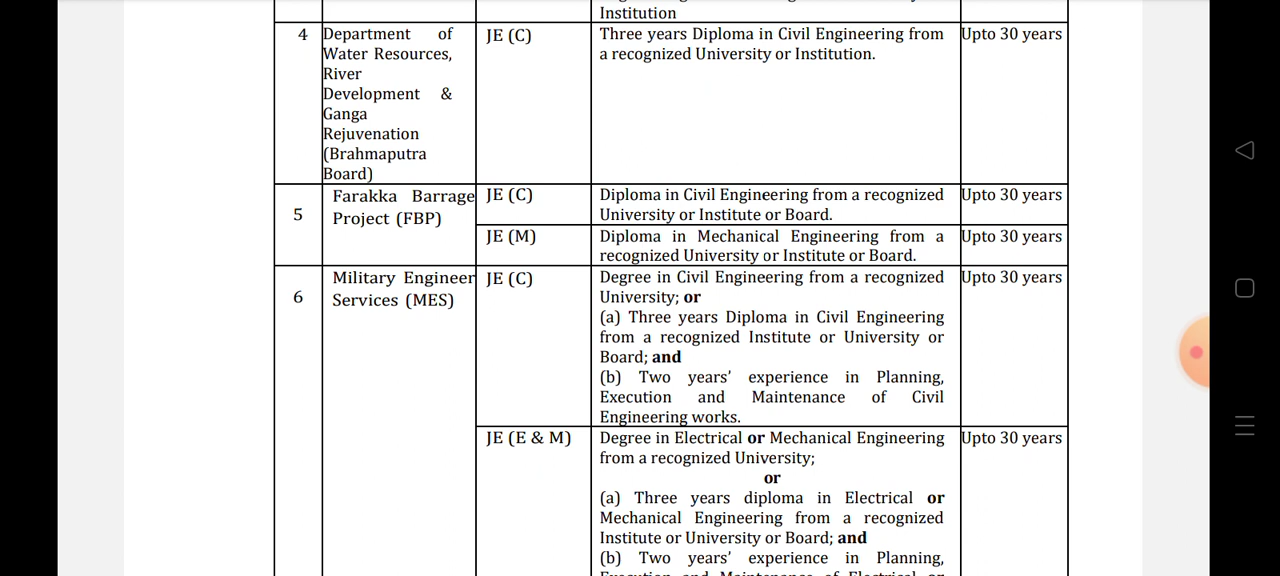 Institution
4 Department of JE (C) Three years Diploma in Civil Engineering from Upto 30 years
Water Resources, a recognized University or Institution.
River
Development &
Ganga
Rejuvenation
(Brahmaputra
Board)
5 Farakka Barrage JE (C) Diploma in Civil Engineering from a recognized Upto 30 years
Project (FBP) University or Institute or Board.
JE (M) Diploma in Mechanical Engineering from a Upto 30 years
recognized University or Institute or Board.
6 Military Engineer JE (C) Degree in Civil Engineering from a recognized Upto 30 years
Services (MES) University; or
(a) Three years Diploma in Civil Engineering
from a recognized Institute or University or
Board; and
(b) Two years’ experience in Planning,
Execution and Maintenance of Civil
Engineering works.
JE (E & M) Degree in Electrical or Mechanical Engineering Upto 30 years
from a recognized University;
or
(a) Three years diploma in Electrical or
Mechanical Engineering from a recognized
Institute or University or Board; and
(b) Two years’ experience in Planning,
Execution and Maintenance of Electrical or